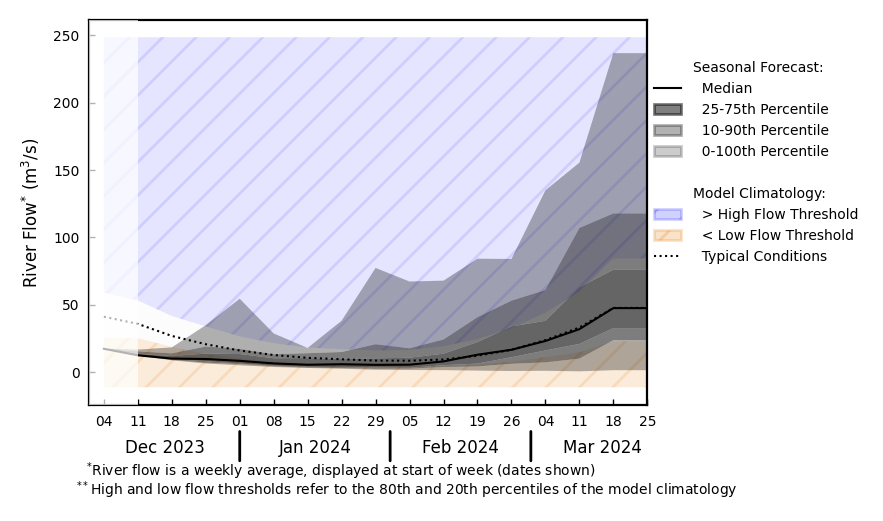 250
200
150
100
50
0
River Flow* (m³/s)
04 11 18 25 01 08 15 22 29 05 12 19 26 04 11 18 25
Dec 2023 Jan 2024 Feb 2024 Mar 2024
*River flow is a weekly average, displayed at start of week (dates shown)
**High and low flow thresholds refer to the 80th and 20th percentiles of the model climatology
Seasonal Forecast:
Median
25-75th Percentile
10-90th Percentile
0-100th Percentile
Model Climatology:
> High Flow Threshold
< Low Flow Threshold
Typical Conditions